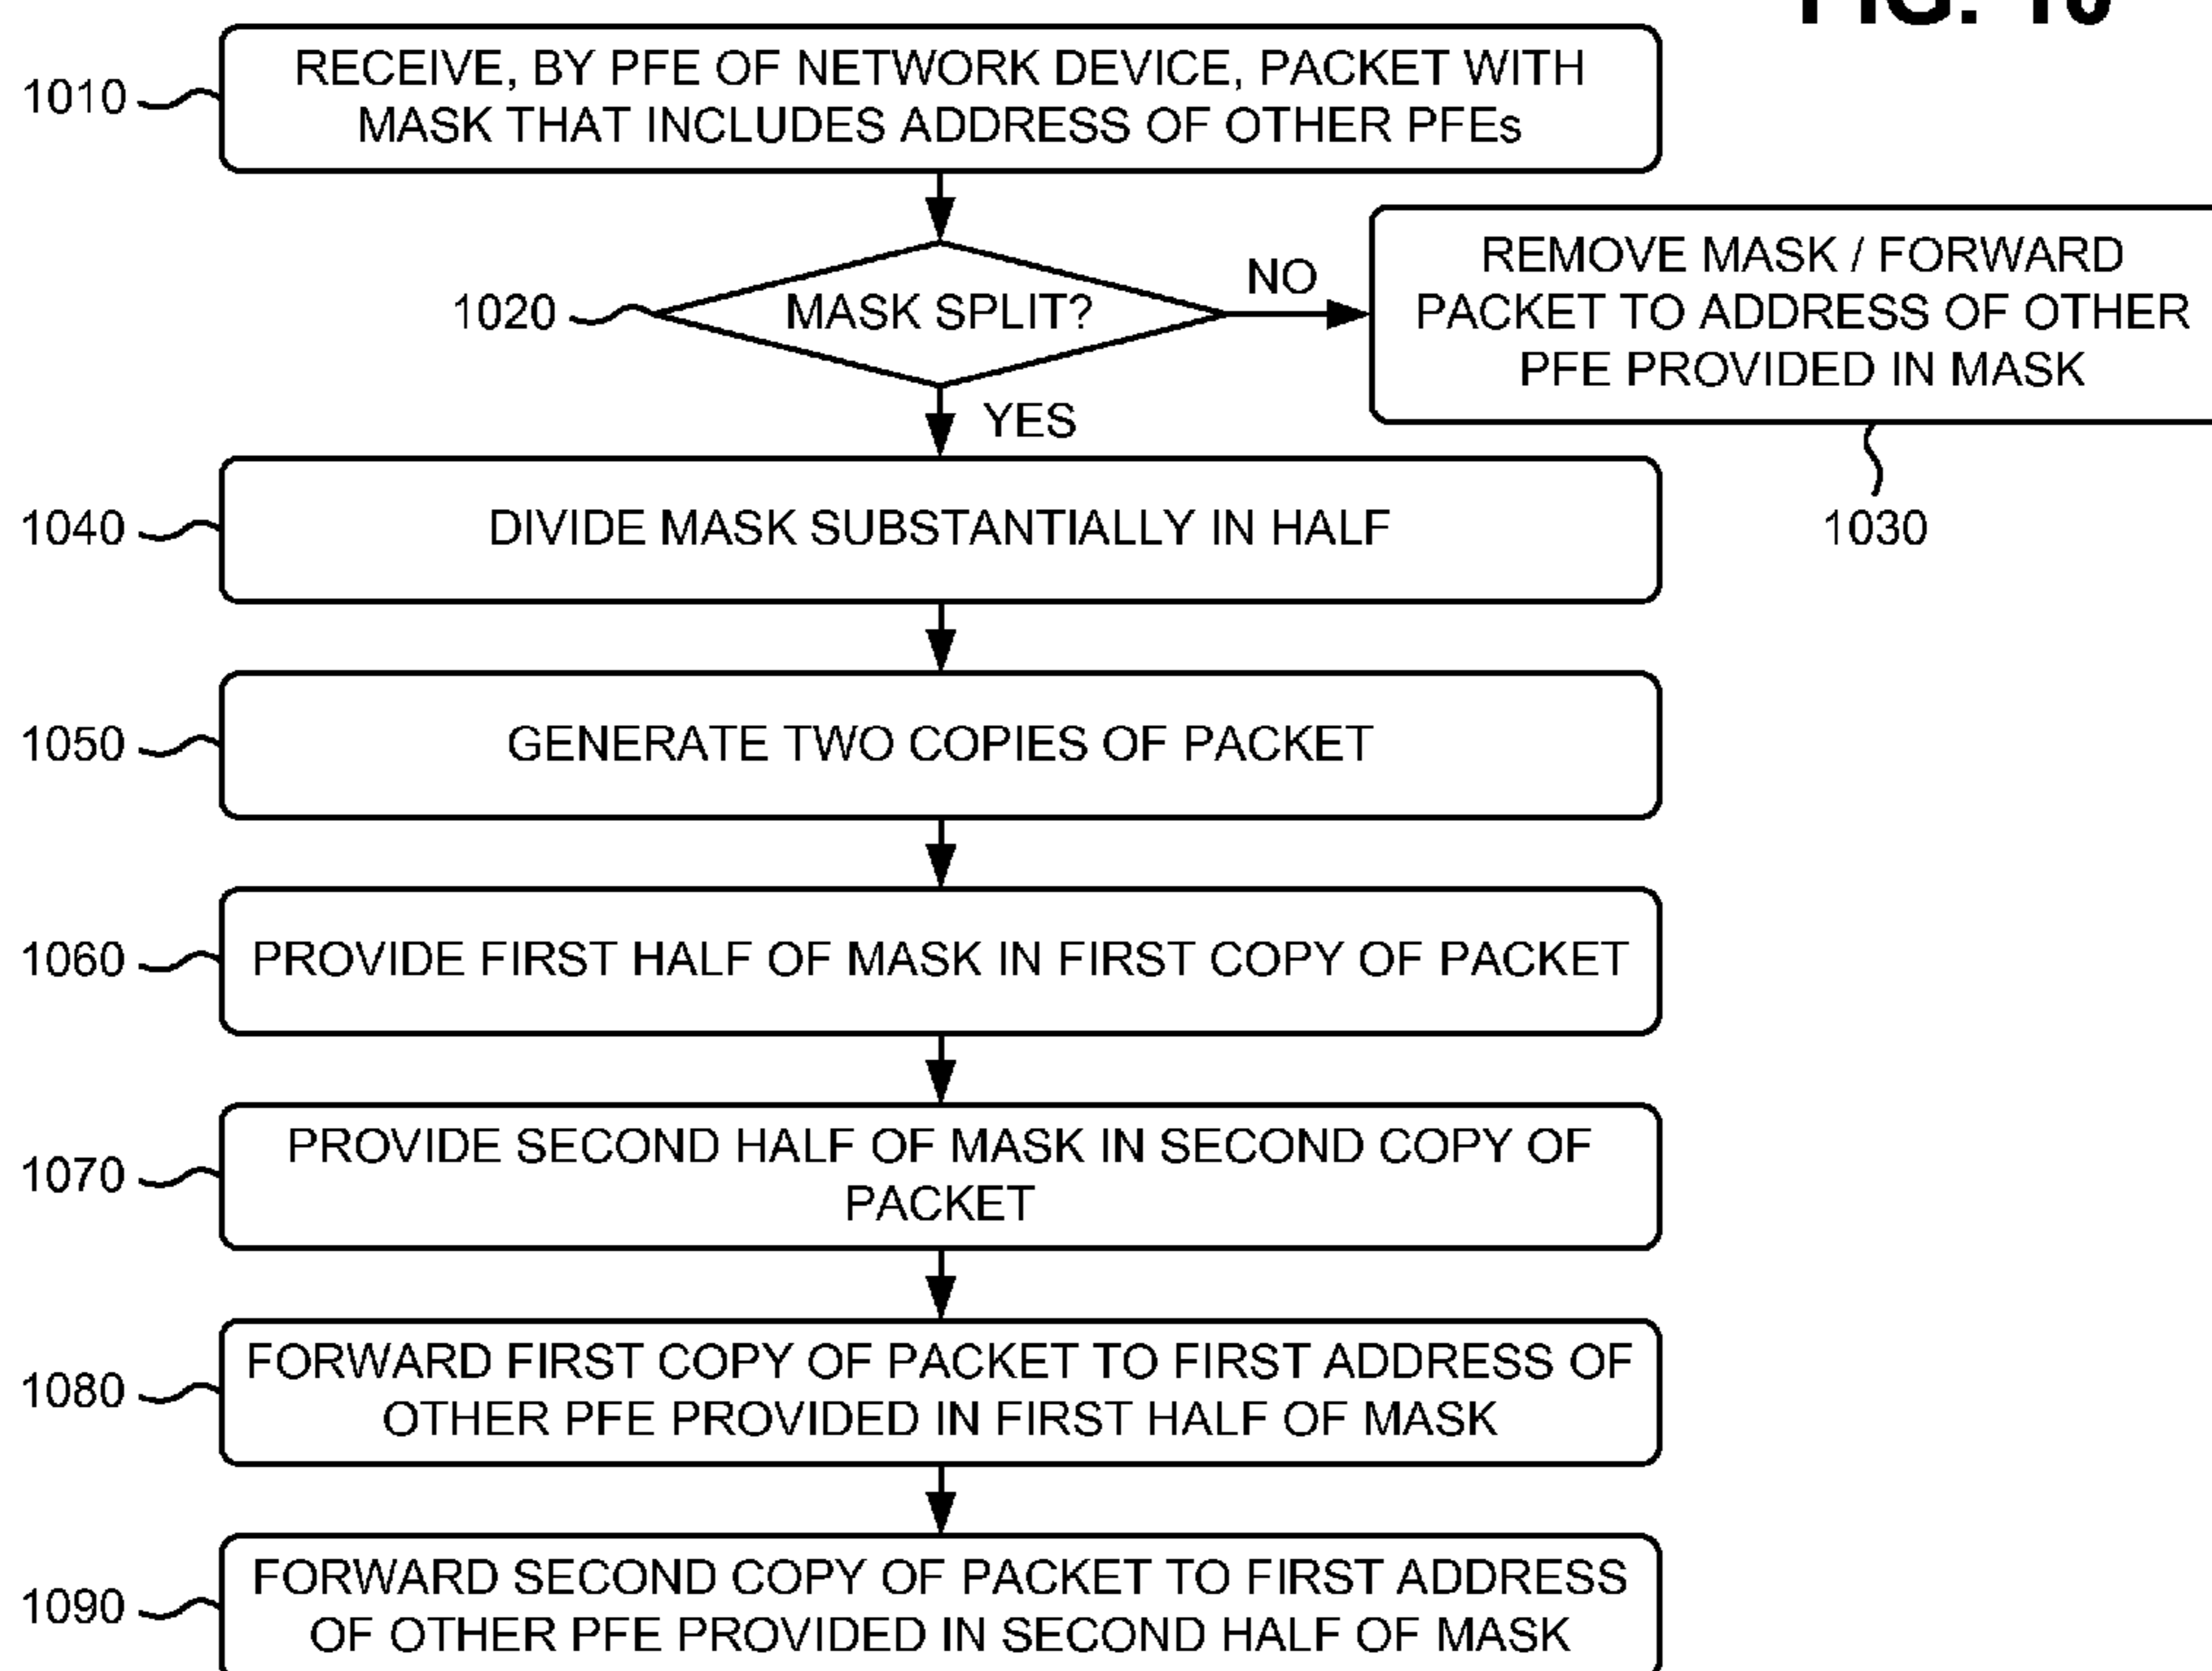 FIG. 10
1010
RECEIVE, BY PFE OF NETWORK DEVICE, PACKET WITH
MASK THAT INCLUDES ADDRESS OF OTHER PFEs
1020
MASK SPLIT?
NO
REMOVE MASK / FORWARD
PACKET TO ADDRESS OF OTHER
PFE PROVIDED IN MASK
1030
YES
1040
DIVIDE MASK SUBSTANTIALLY IN HALF
1050
GENERATE TWO COPIES OF PACKET
1060
PROVIDE FIRST HALF OF MASK IN FIRST COPY OF PACKET
1070
PROVIDE SECOND HALF OF MASK IN SECOND COPY OF
PACKET
1080
FORWARD FIRST COPY OF PACKET TO FIRST ADDRESS OF
OTHER PFE PROVIDED IN FIRST HALF OF MASK
1090
FORWARD SECOND COPY OF PACKET TO FIRST ADDRESS
OF OTHER PFE PROVIDED IN SECOND HALF OF MASK